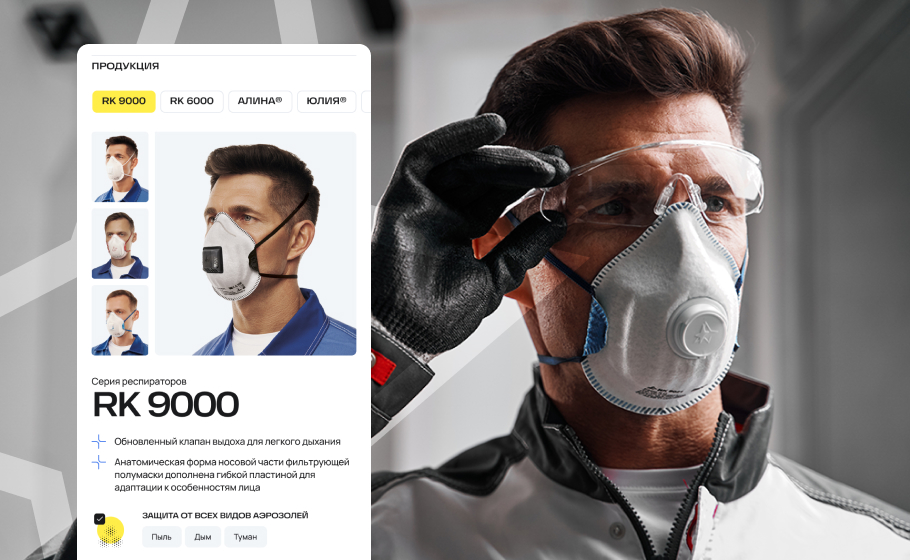 ПРОДУКЦИЯ
RK 9000
RK 6000
АЛИНА®
ЮЛИЯ®
Серия респираторов
RK 9000
Обновленный клапан выдоха для легкого дыхания
Анатомическая форма носовой части фильтрующей
полумаски дополнена гибкой пластиной для
адаптации к особенностям лица
ЗАЩИТА ОТ ВСЕХ ВИДОВ АЭРОЗОЛЕЙ
Пыль
Дым
Туман